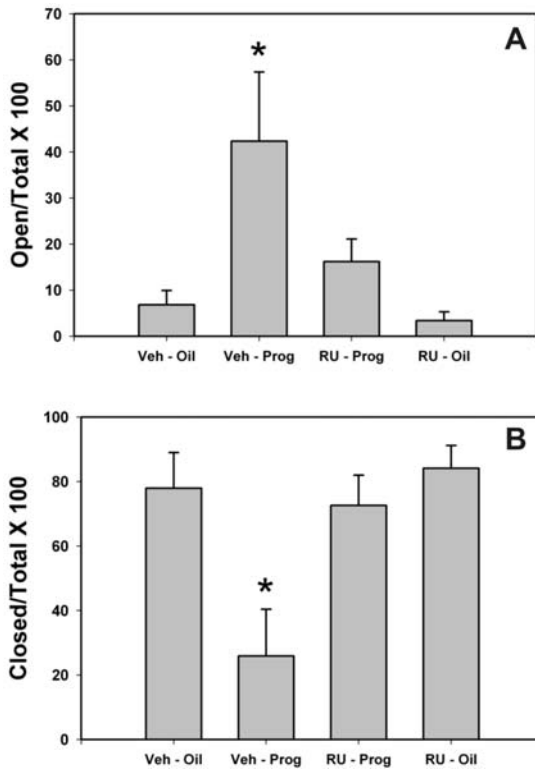 A
Open/Total X 100
70
60
50
40
30
20
10
0
*
Veh - Oil Veh - Prog RU - Prog RU - Oil
B
Closed/Total X 100
100
80
60
40
20
0
*
Veh - Oil Veh - Prog RU - Prog RU - Oil